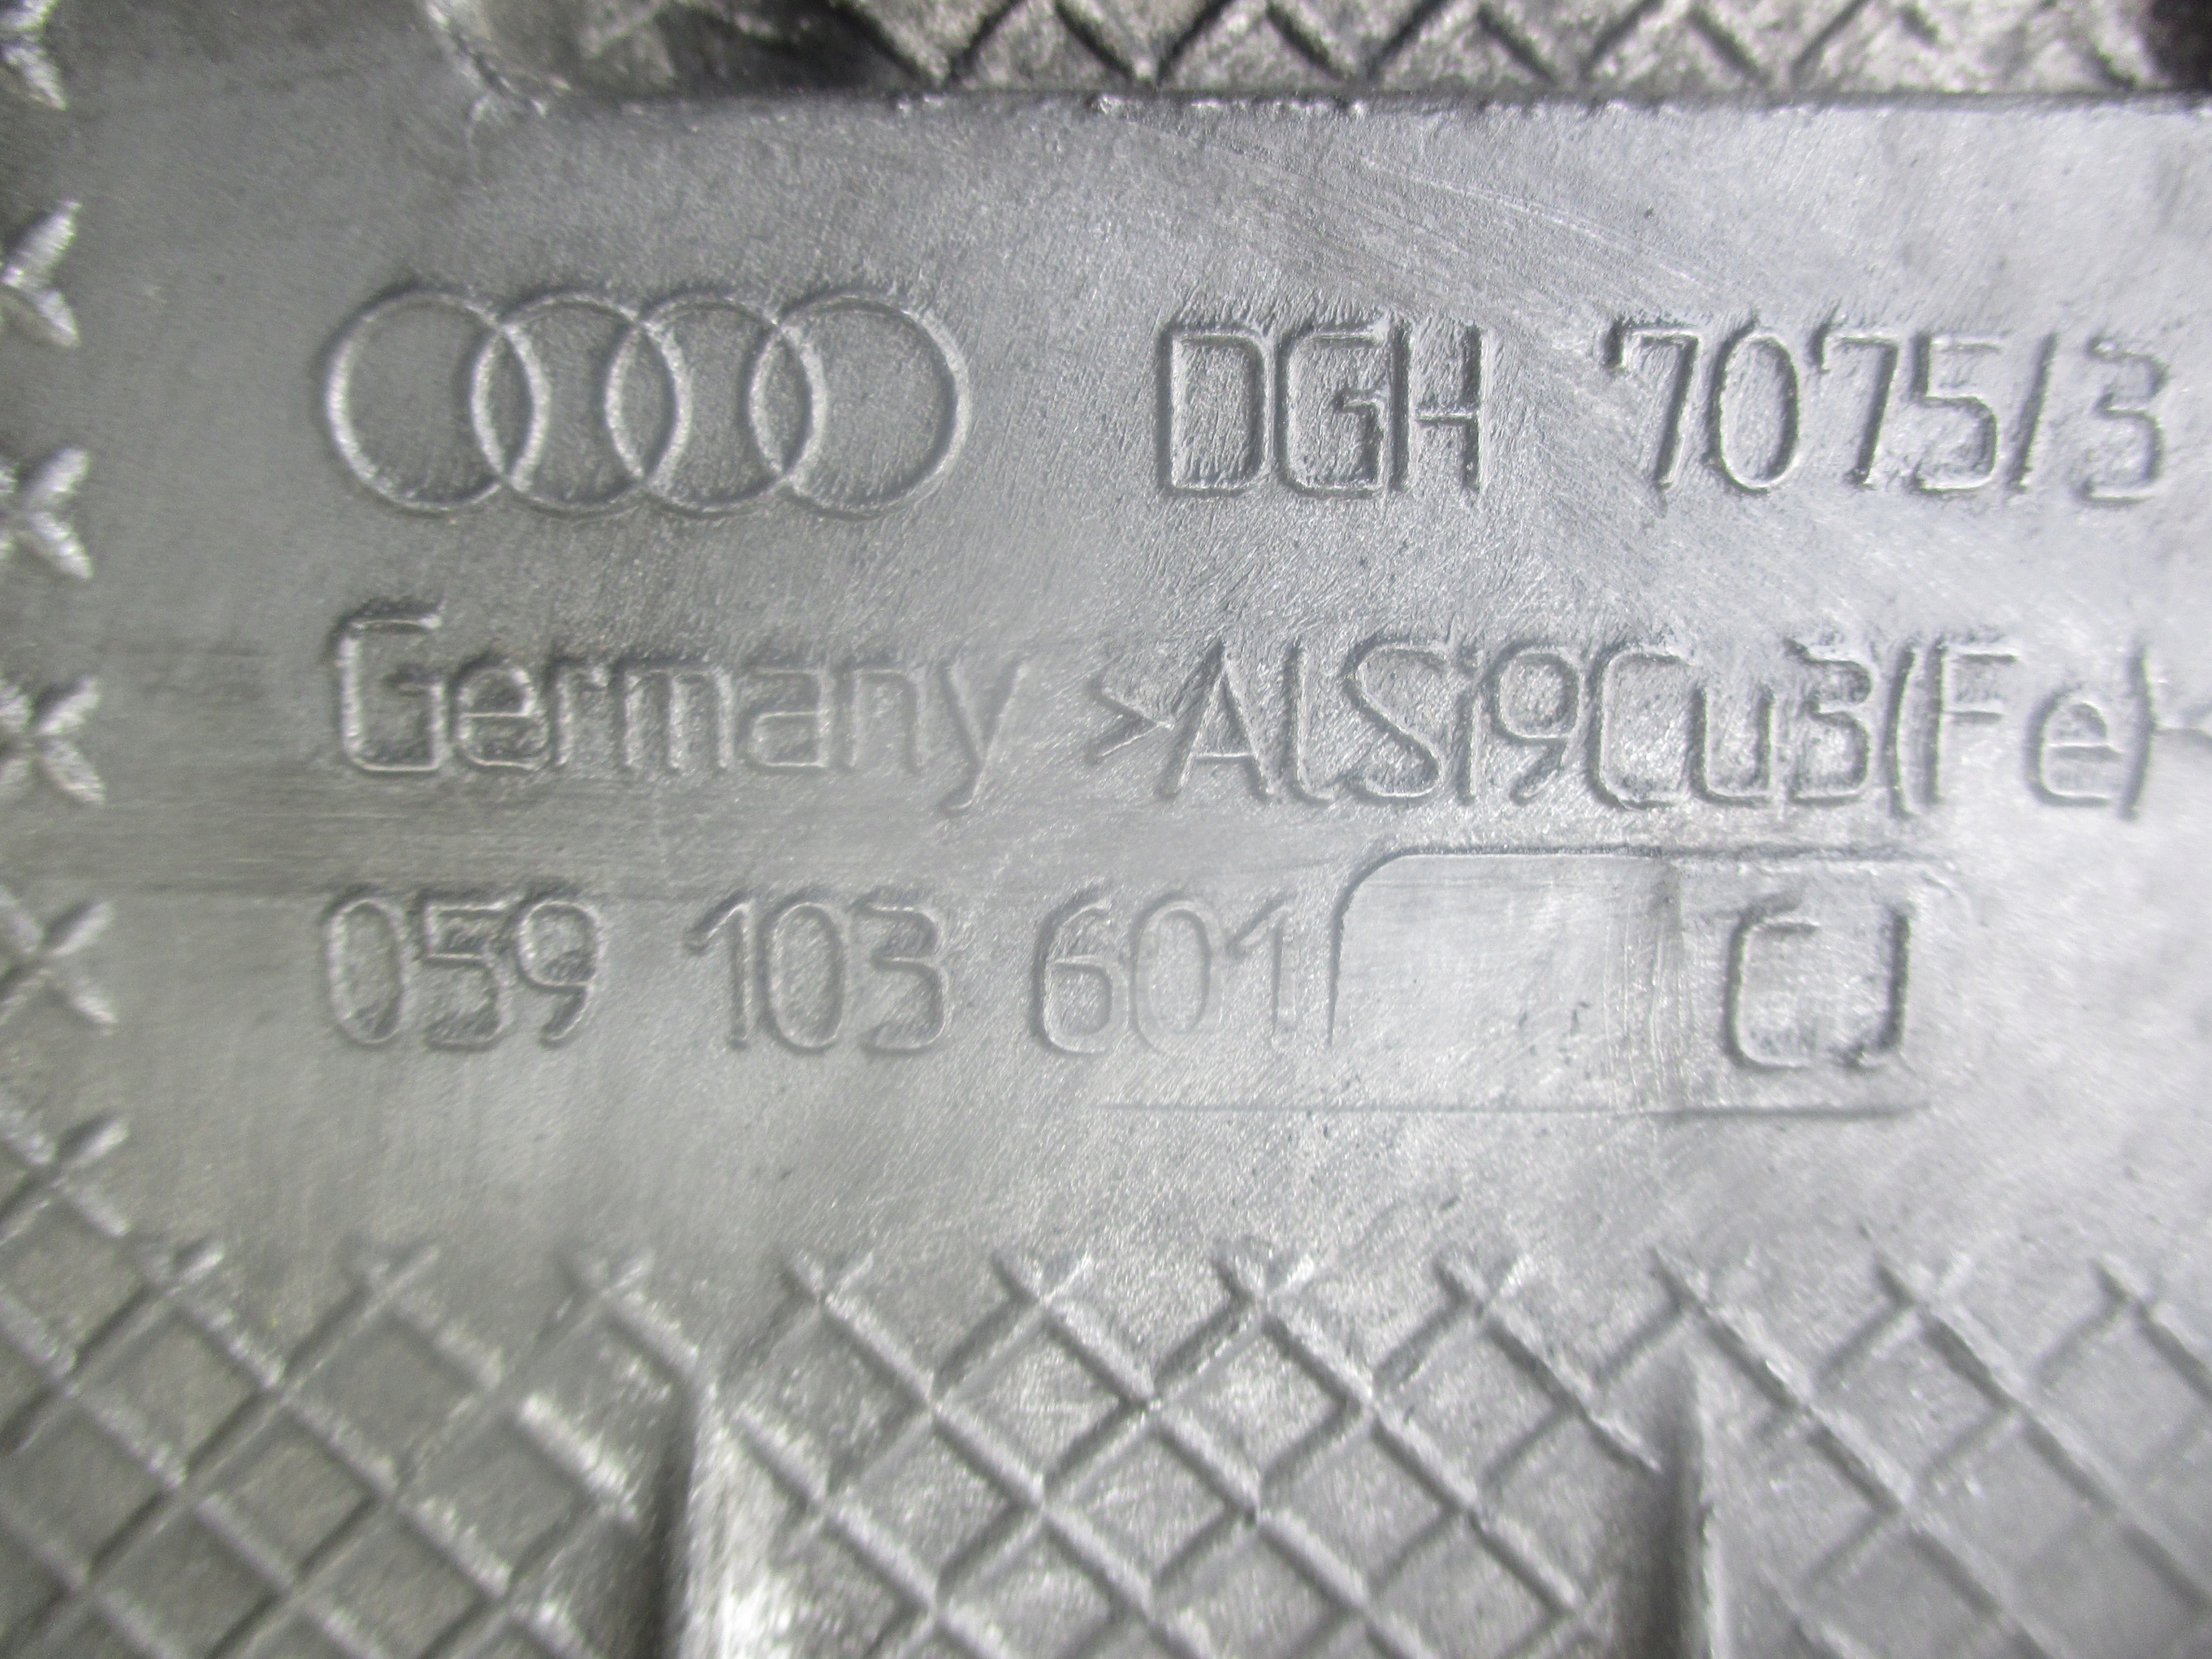 DGH 7075/3
Germany >AlSi9Cu3(Fe)<
059 103 601 CJ